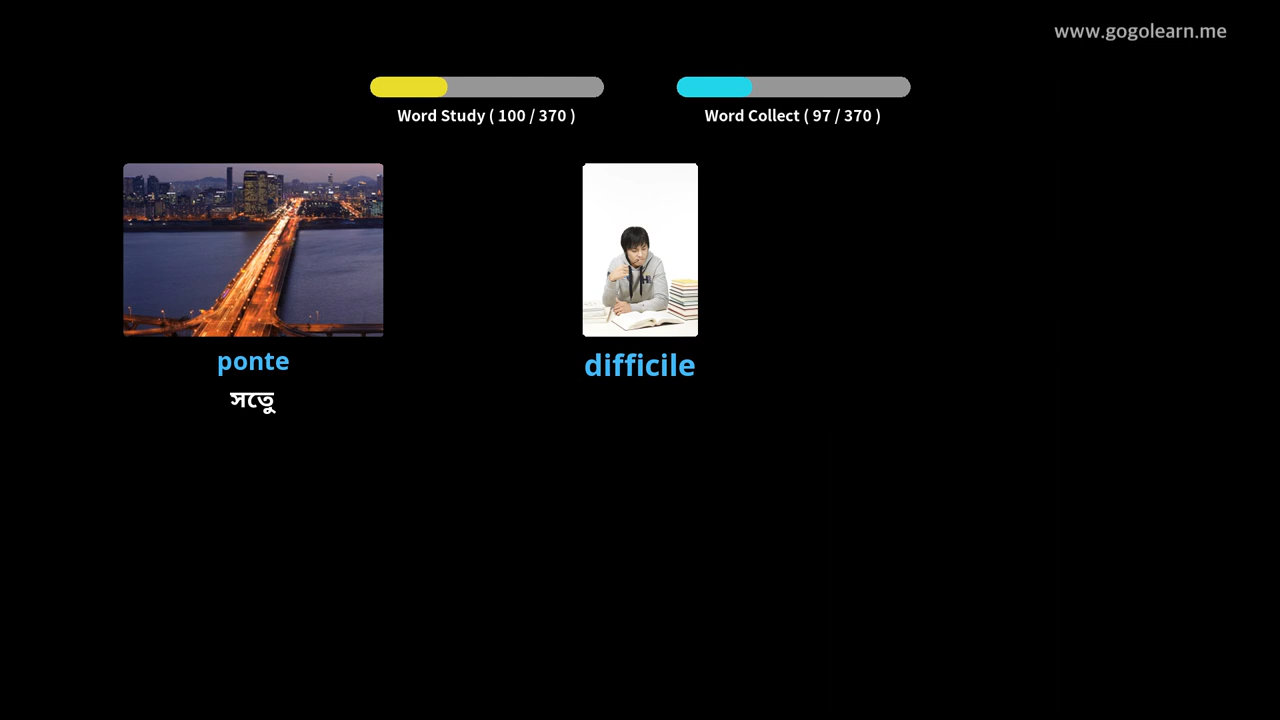 www.gogolearn.me
Word Study ( 100 / 370 )
Word Collect ( 97 / 370 )
ponte
সতেু
difficile